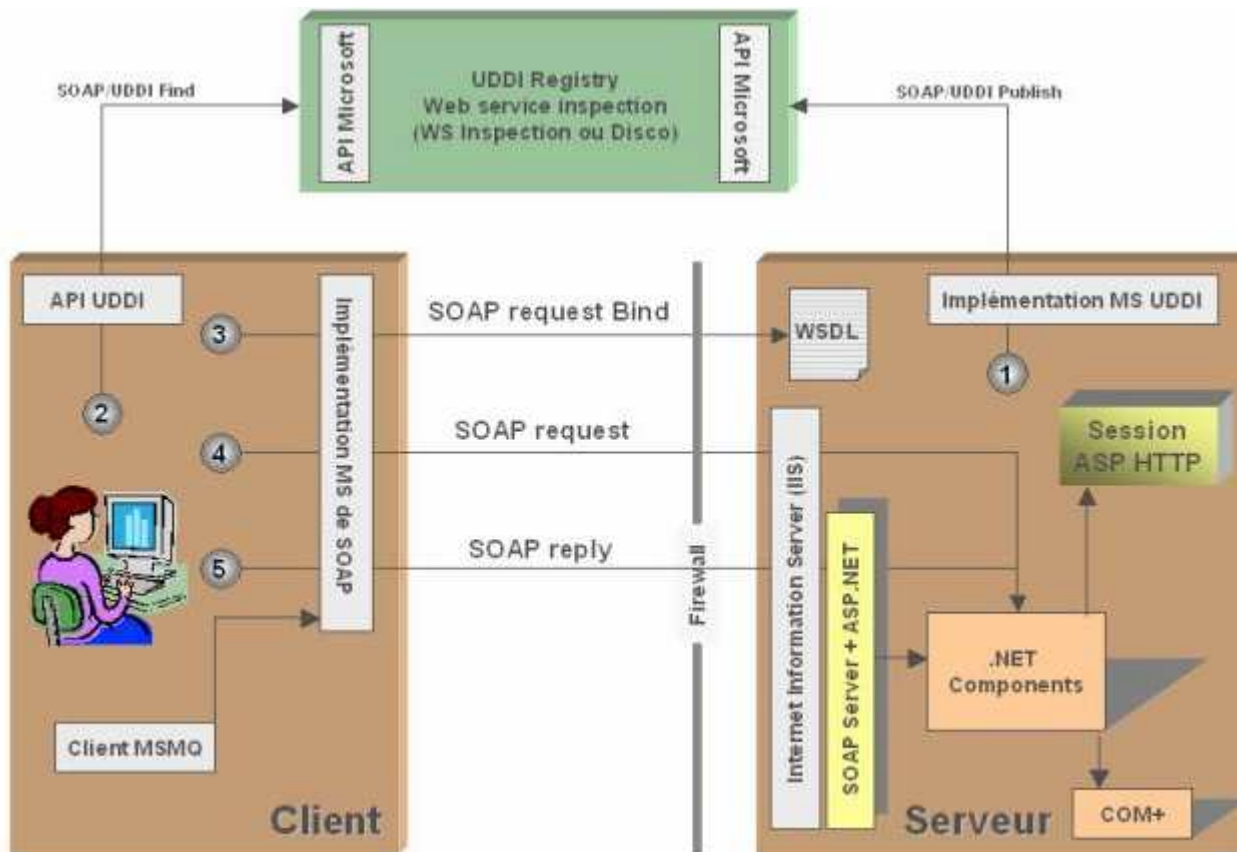 SOAP/UDDI Find
API Microsoft
UDDI Registry
Web service inspection
(WS Inspection ou Disco)
API Microsoft
SOAP/UDDI Publish
API UDDI
3
2
4
5
Implémentation MS de SOAP
Client MSMQ
Client
SOAP request Bind
SOAP request
SOAP reply
Firewall
WSDL
Implémentation MS UDDI
1
Session
ASP HTTP
Internet Information Server (IIS)
SOAP Server + ASP.NET
.NET
Components
COM+
Serveur